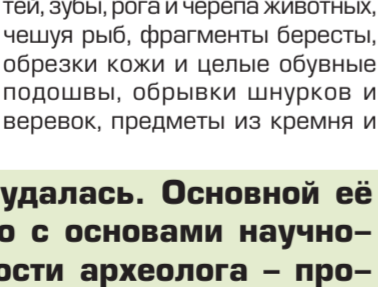 тей, зубы, рога и черепа животных,
чешуя рыб, фрагменты бересты,
обрезки кожи и целые обувные
подошвы, обрывки шнурков и
веревок, предметы из кремня и
удалась. Основной её
о с основами научно-
ости археолога – про-